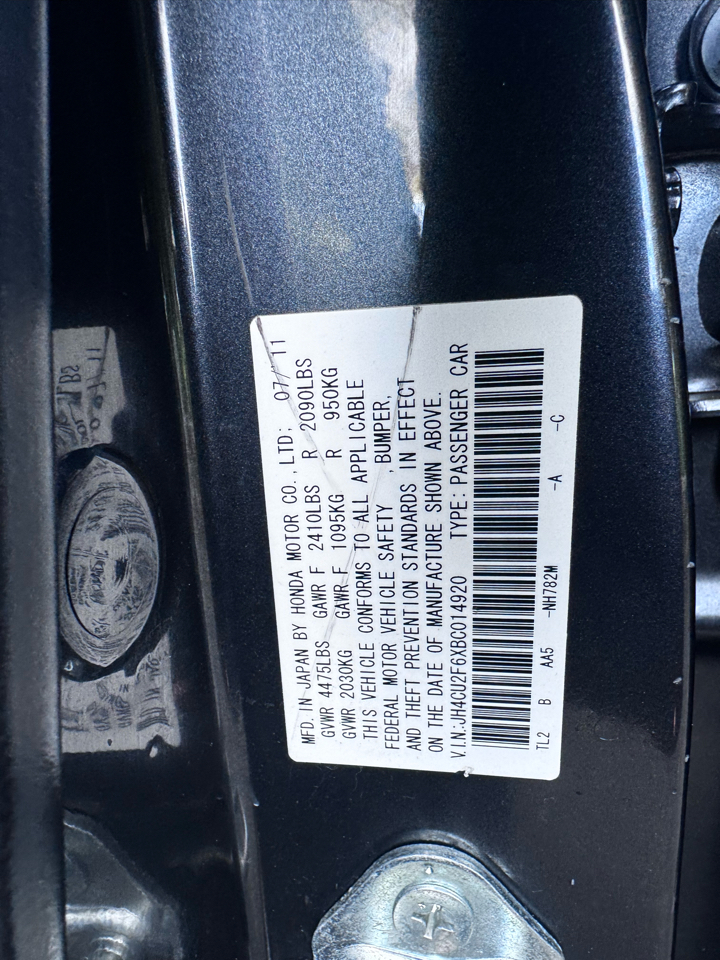 MFD. IN JAPAN BY HONDA MOTOR CO., LTD; 07/11
GVWR 4475LBS GAWR F 2410LBS R 2090LBS
GVWR 2030KG GAWR F 1095KG R 950KG
THIS VEHICLE CONFORMS TO ALL APPLICABLE
FEDERAL MOTOR VEHICLE SAFETY, BUMPER,
AND THEFT PREVENTION STANDARDS IN EFFECT
ON THE DATE OF MANUFACTURE SHOWN ABOVE.
V.I.N.:JH4CU2F6XBC014920 TYPE: PASSENGER CAR
TL2 B AA5 -NH782M -A -C